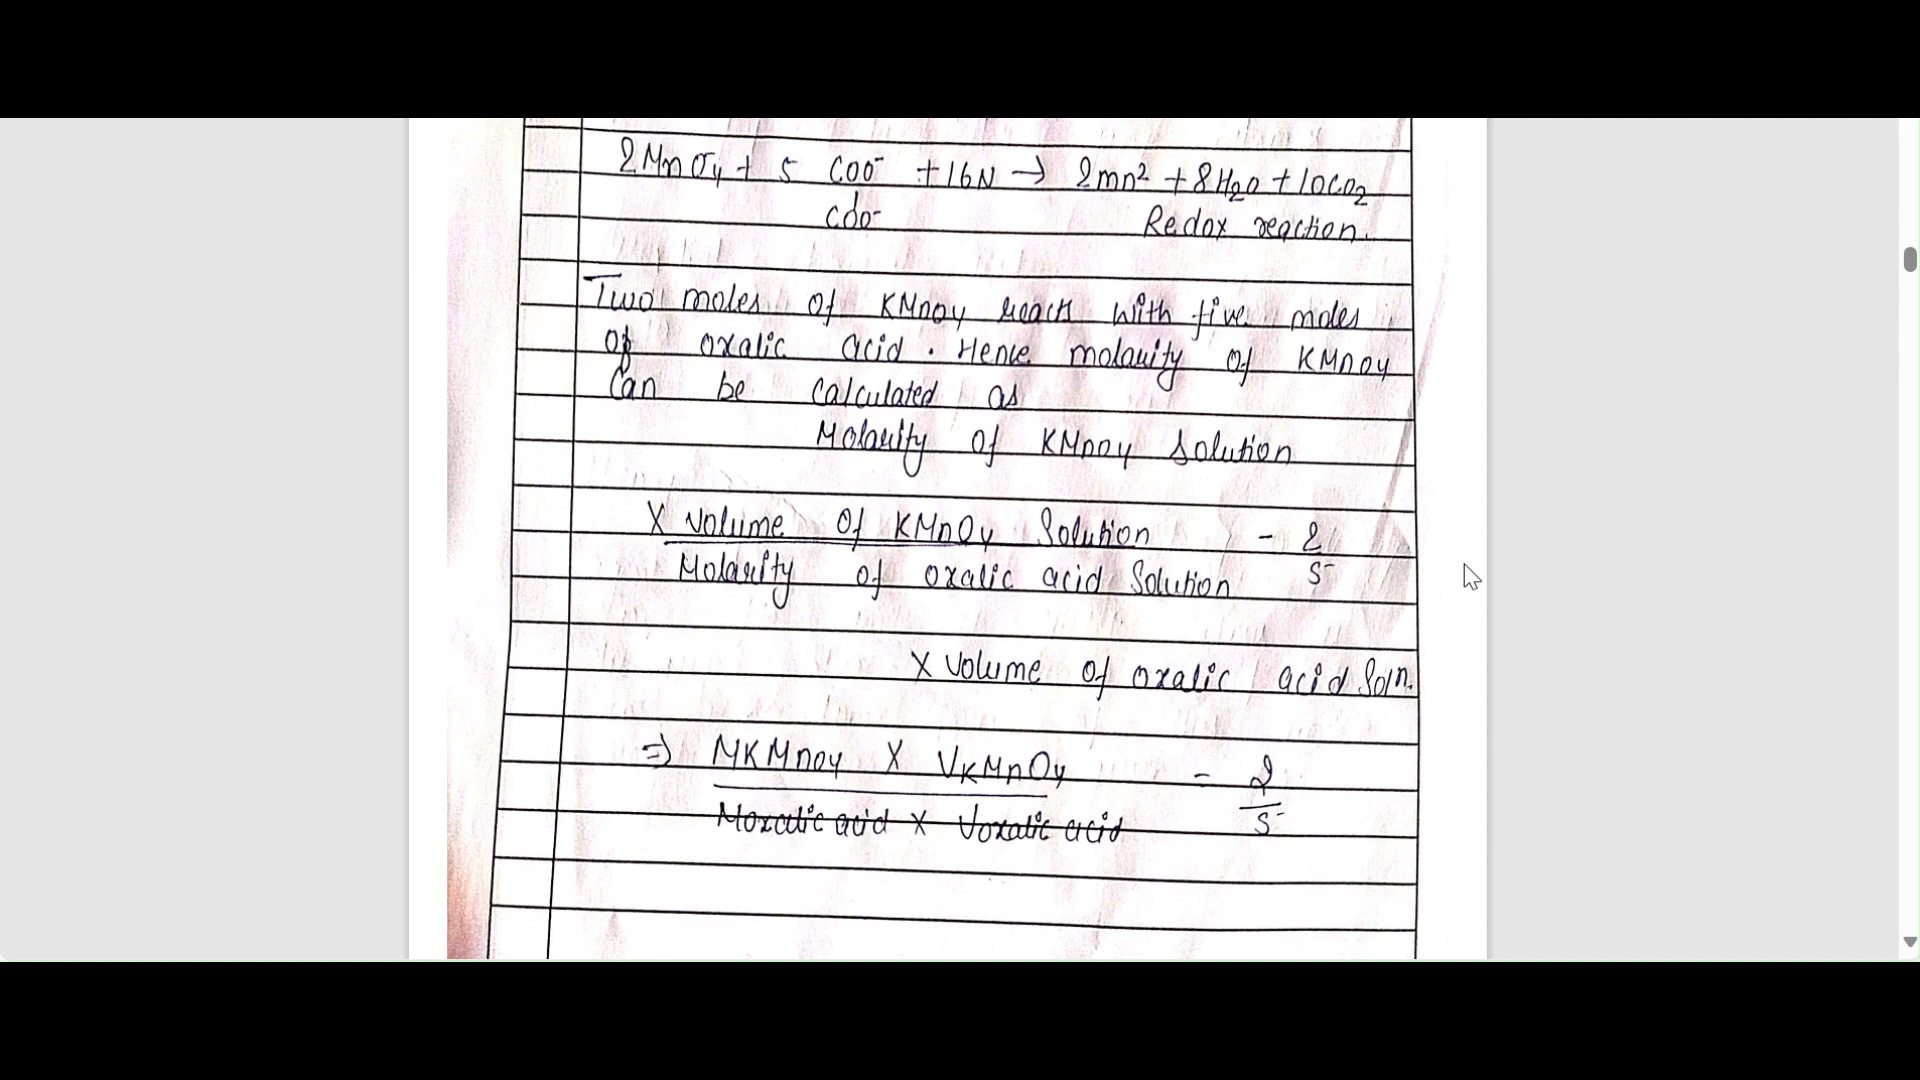 2MnO4 + 5 COO⁻ + 16N → 2mn² + 8H2O + 10CO2
COO⁻ Redox reaction.
Two moles of KMnO4 reacts with five moles
of oxalic acid. Hence molarity of KMnO4
Can be calculated as
Molarity of KMnO4 Solution
X Volume of KMnO4 Solution - 2
Molarity of oxalic acid Solution 5
X Volume of oxalic acid Soln.
⇒ MKMnO4 X VKMnO4 - 2
Moxalic acid X Voxalic acid 5